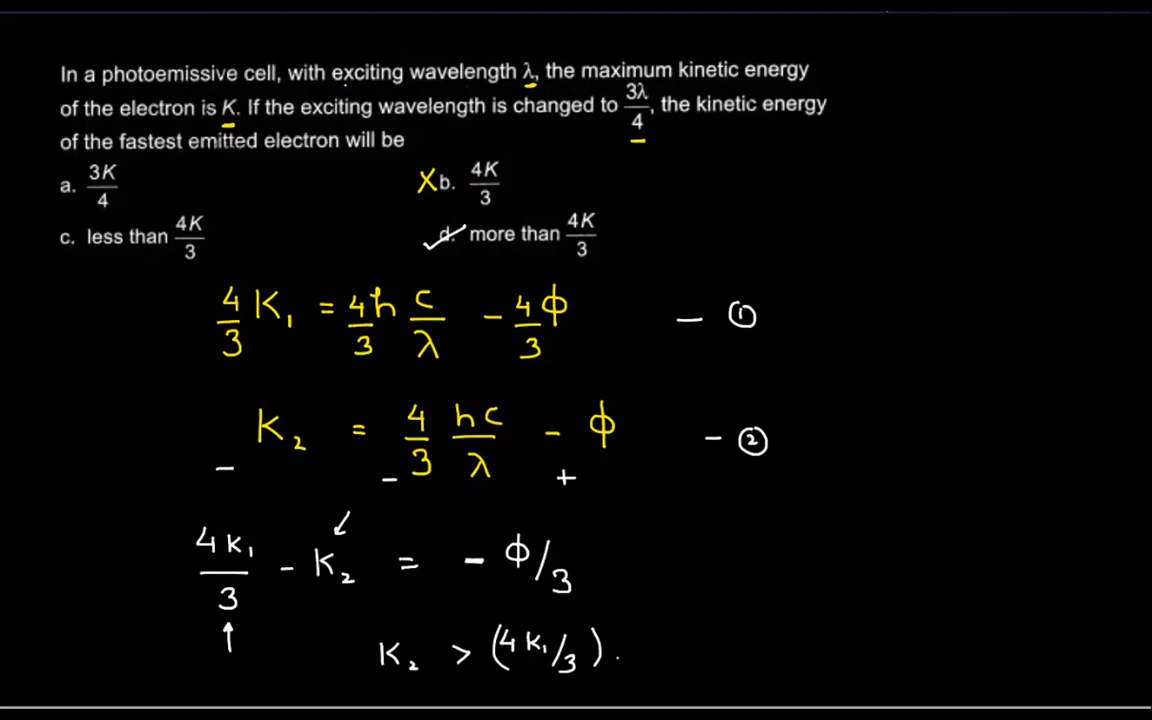 In a photoemissive cell, with exciting wavelength λ, the maximum kinetic energy
of the electron is K. If the exciting wavelength is changed to 3λ/4, the kinetic energy
of the fastest emitted electron will be
a. 3K/4 X b. 4K/3
c. less than 4K/3 ✓ d. more than 4K/3
4/3 K₁ = 4/3 h c/λ - 4/3 ϕ - ①
K₂ = 4/3 hc/λ - ϕ - ②
- - +
4K₁/3 - K₂ = - ϕ/3
K₂ > (4K₁/3).